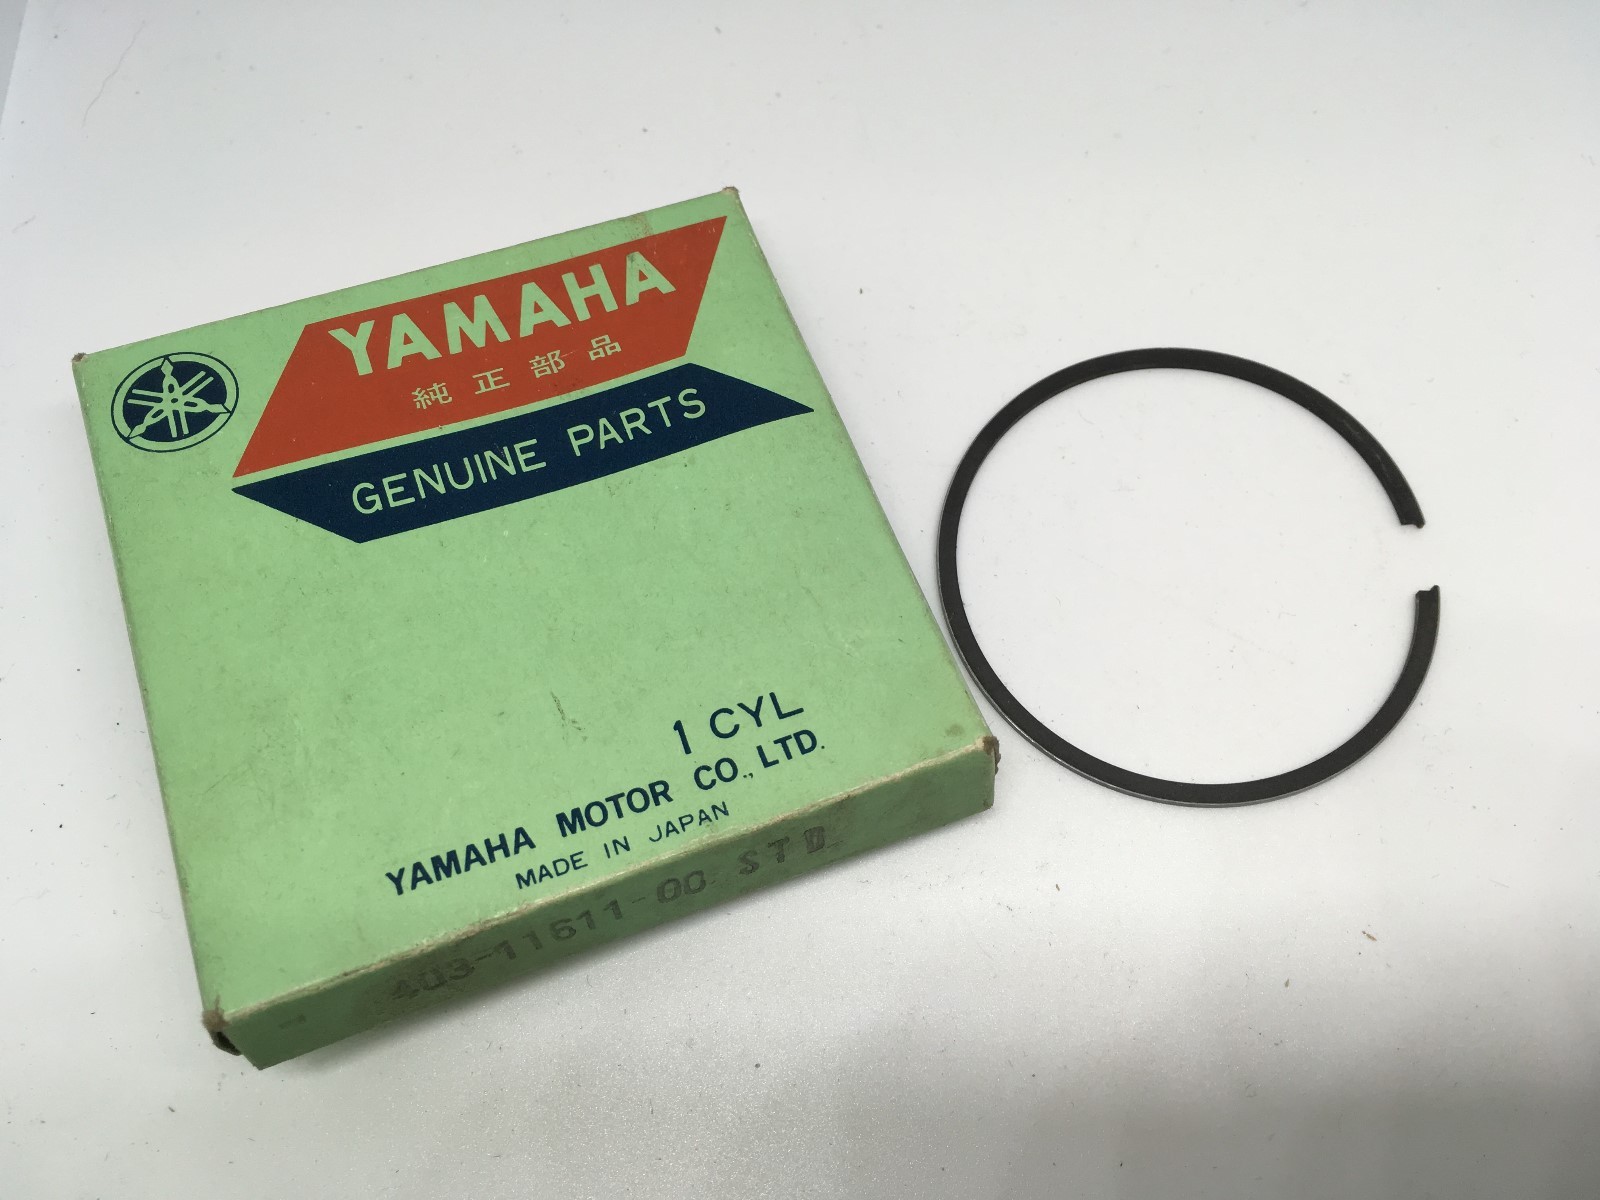 YAMAHA
純正部品
GENUINE PARTS
1 CYL
YAMAHA MOTOR CO., LTD.
MADE IN JAPAN
403-11611-00 STD